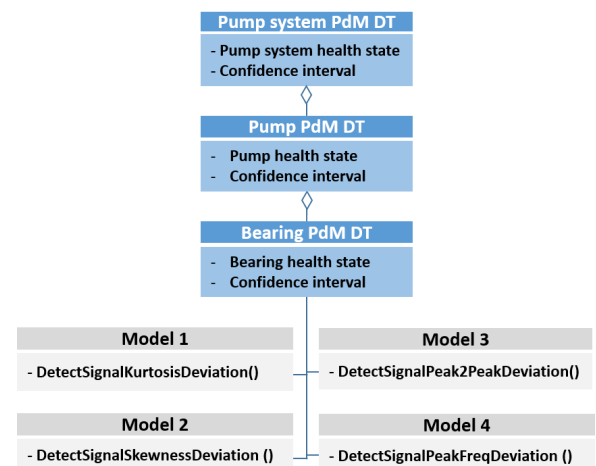 Pump system PdM DT
- Pump system health state
- Confidence interval
Pump PdM DT
- Pump health state
- Confidence interval
Bearing PdM DT
- Bearing health state
- Confidence interval
Model 1
- DetectSignalKurtosisDeviation()
Model 3
- DetectSignalPeak2PeakDeviation()
Model 2
- DetectSignalSkewnessDeviation ()
Model 4
- DetectSignalPeakFreqDeviation ()